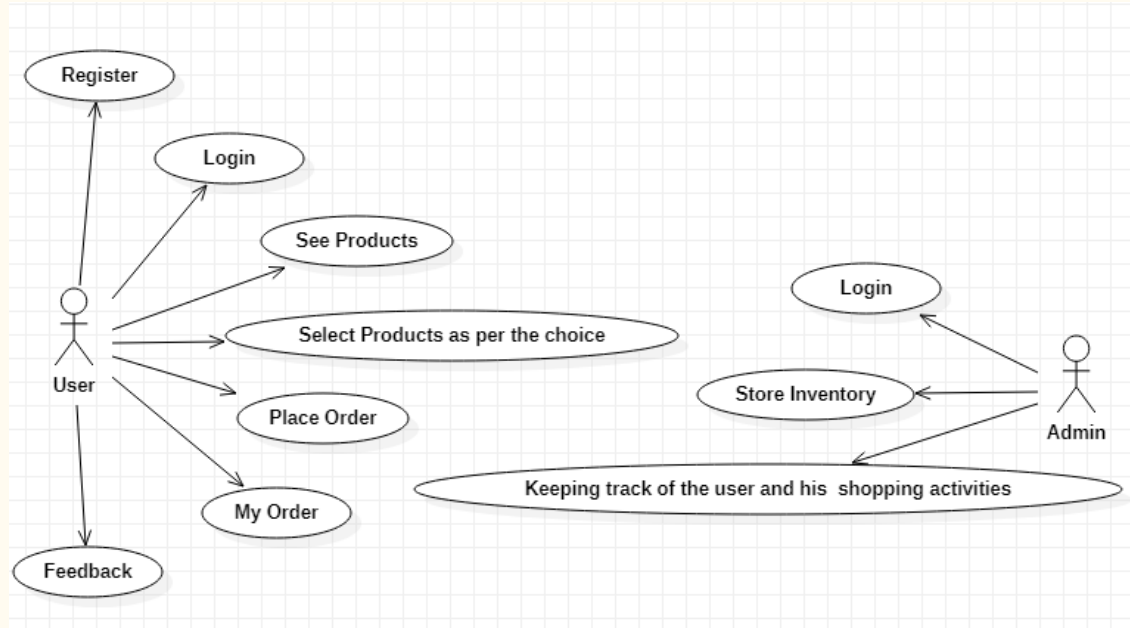 Register
Login
See Products
Login
Select Products as per the choice
User
Store Inventory
Place Order
Admin
Keeping track of the user and his  shopping activities
My Order
Feedback